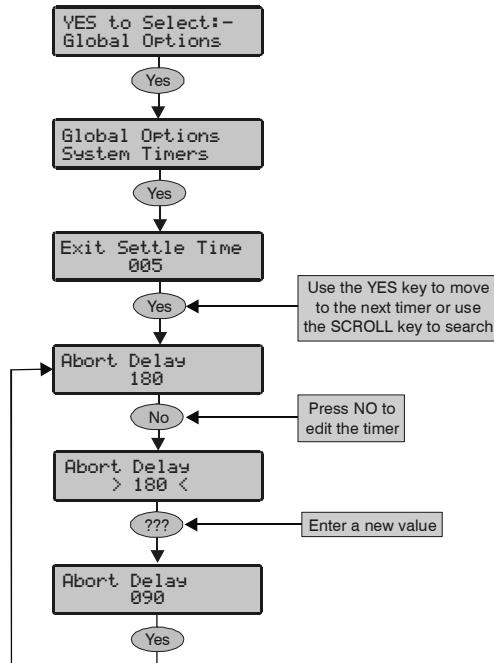 YES to Select:-
Global Options
Yes
Global Options
System Timers
Yes
Exit Settle Time
005
Yes
Use the YES key to move
to the next timer or use
the SCROLL key to search
Abort Delay
180
No
Press NO to
edit the timer
Abort Delay
> 180 <
???
Enter a new value
Abort Delay
090
Yes